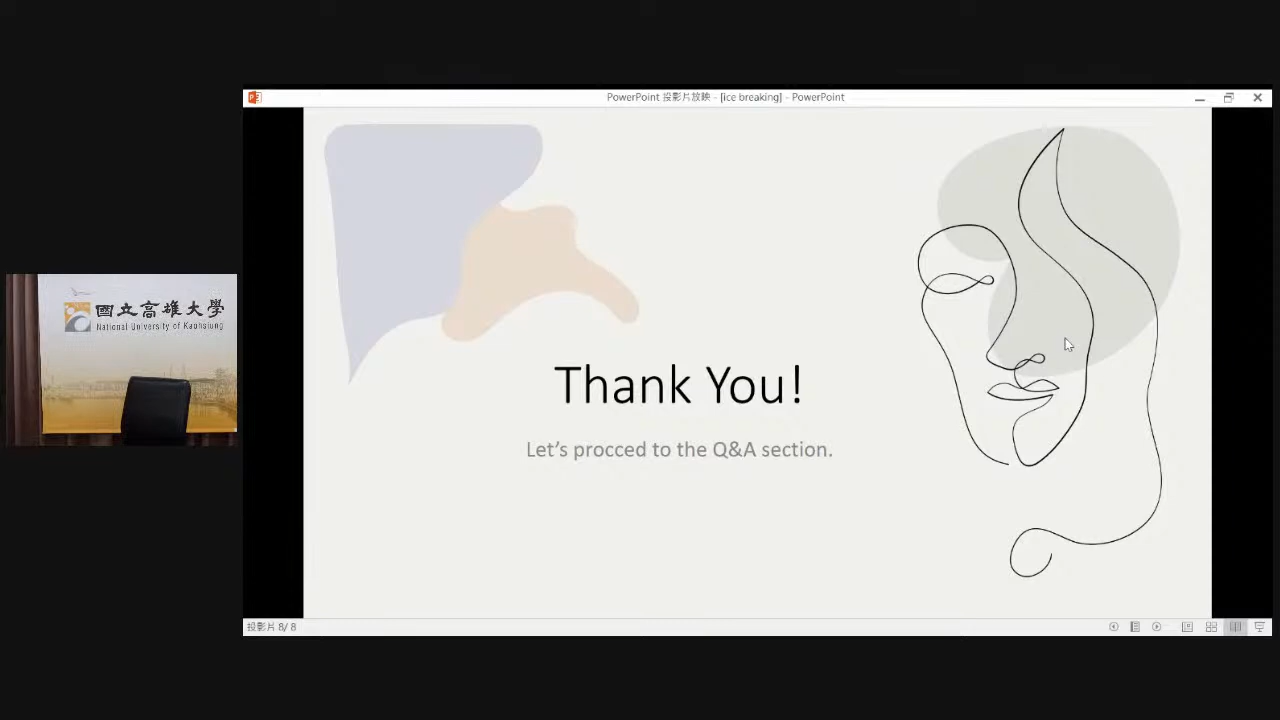 PowerPoint 投影片放映 - [ice breaking] - PowerPoint
國立高雄大學
National University of Kaohsiung
Thank You!
Let's procced to the Q&A section.
投影片 8/ 8